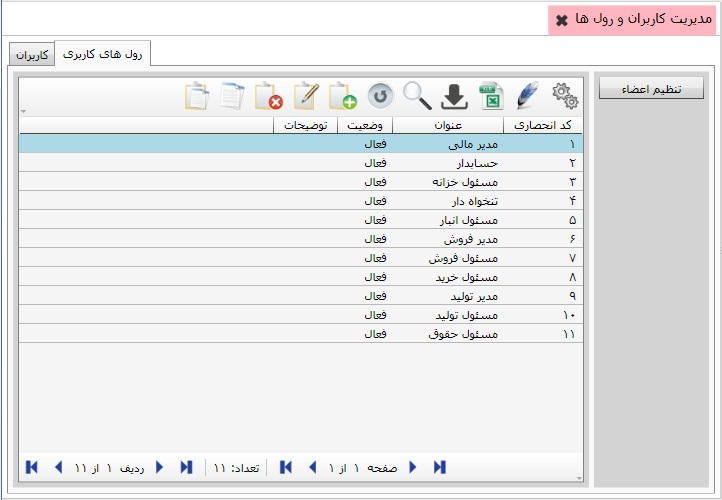 مدیریت کاربران و رول ها
رول های کاربری
کاربران
تنظیم اعضاء
کد انحصاری عنوان وضعیت توضیحات
۱ مدیر مالی فعال
۲ حسابدار فعال
۳ مسئول خزانه فعال
۴ تنخواه دار فعال
۵ مسئول انبار فعال
۶ مدیر فروش فعال
۷ مسئول فروش فعال
۸ مسئول خرید فعال
۹ مدیر تولید فعال
۱۰ مسئول تولید فعال
۱۱ مسئول حقوق فعال
صفحه ۱ از ۱ تعداد: ۱۱ ردیف ۱ از ۱۱